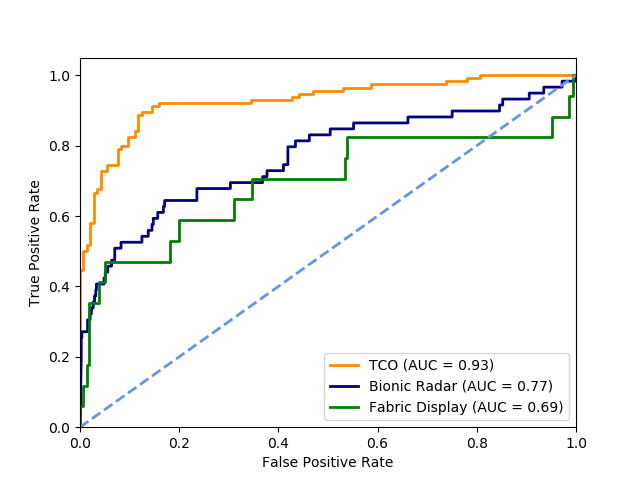 1.0
0.8
0.6
0.4
0.2
0.0
True Positive Rate
TCO (AUC = 0.93)
Bionic Radar (AUC = 0.77)
Fabric Display (AUC = 0.69)
0.0 0.2 0.4 0.6 0.8 1.0
False Positive Rate